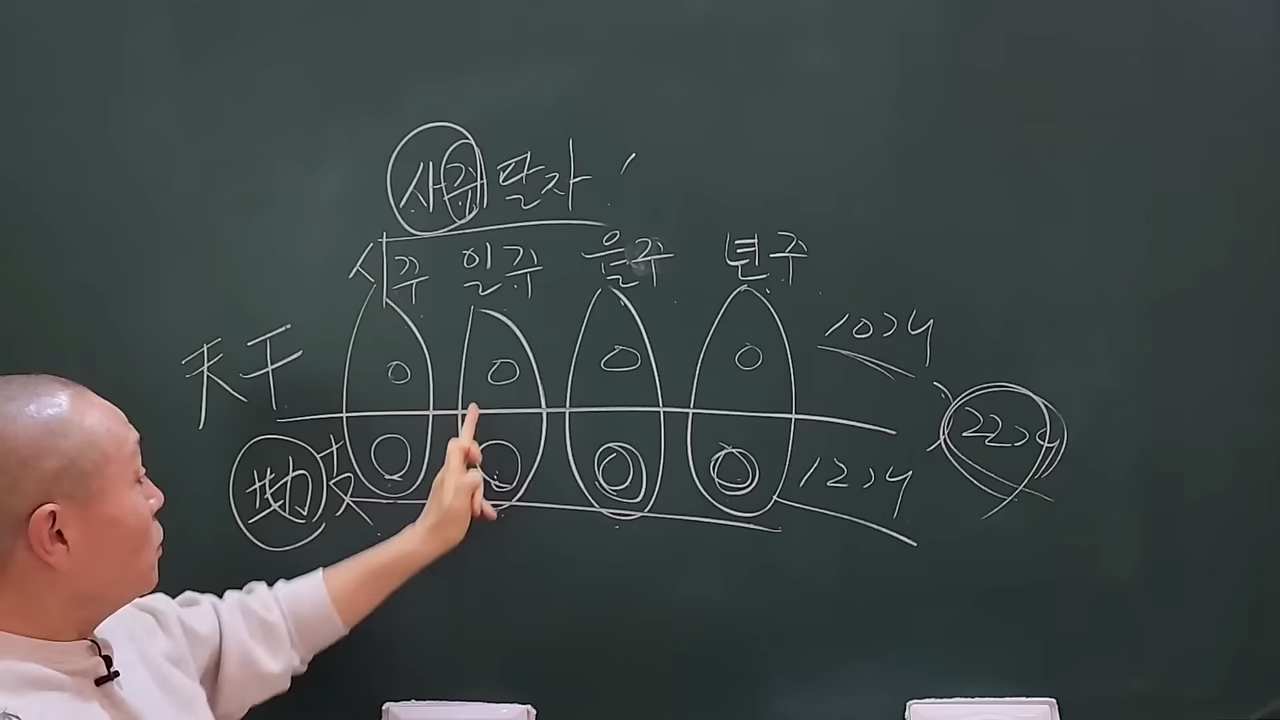 사주팔자!
시주 일주 월주 년주
天干 10개
地支 12개
22개